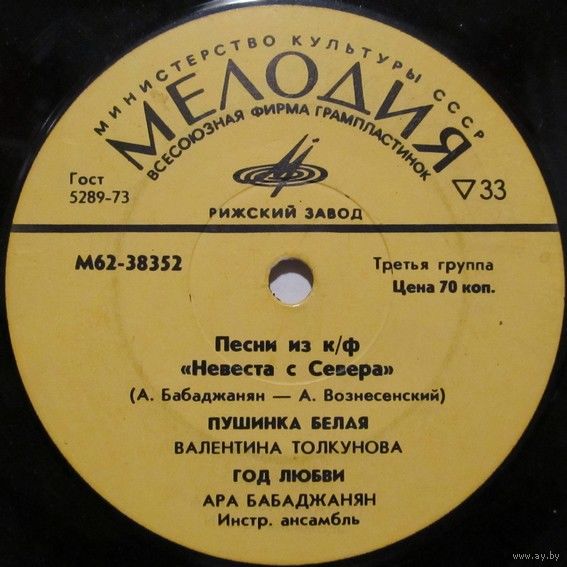 МИНИСТЕРСТВО КУЛЬТУРЫ СССР
МЕЛОДИЯ
ВСЕСОЮЗНАЯ ФИРМА ГРАМПЛАСТИНОК
Гост
5289-73
▽33
РИЖСКИЙ ЗАВОД
М62-38352
Третья группа
Цена 70 коп.
Песни из к/ф
«Невеста с Севера»
(А. Бабаджанян — А. Вознесенский)
ПУШИНКА БЕЛАЯ
ВАЛЕНТИНА ТОЛКУНОВА
ГОД ЛЮБВИ
АРА БАБАДЖАНЯН
Инстр. ансамбль
www.ay.by